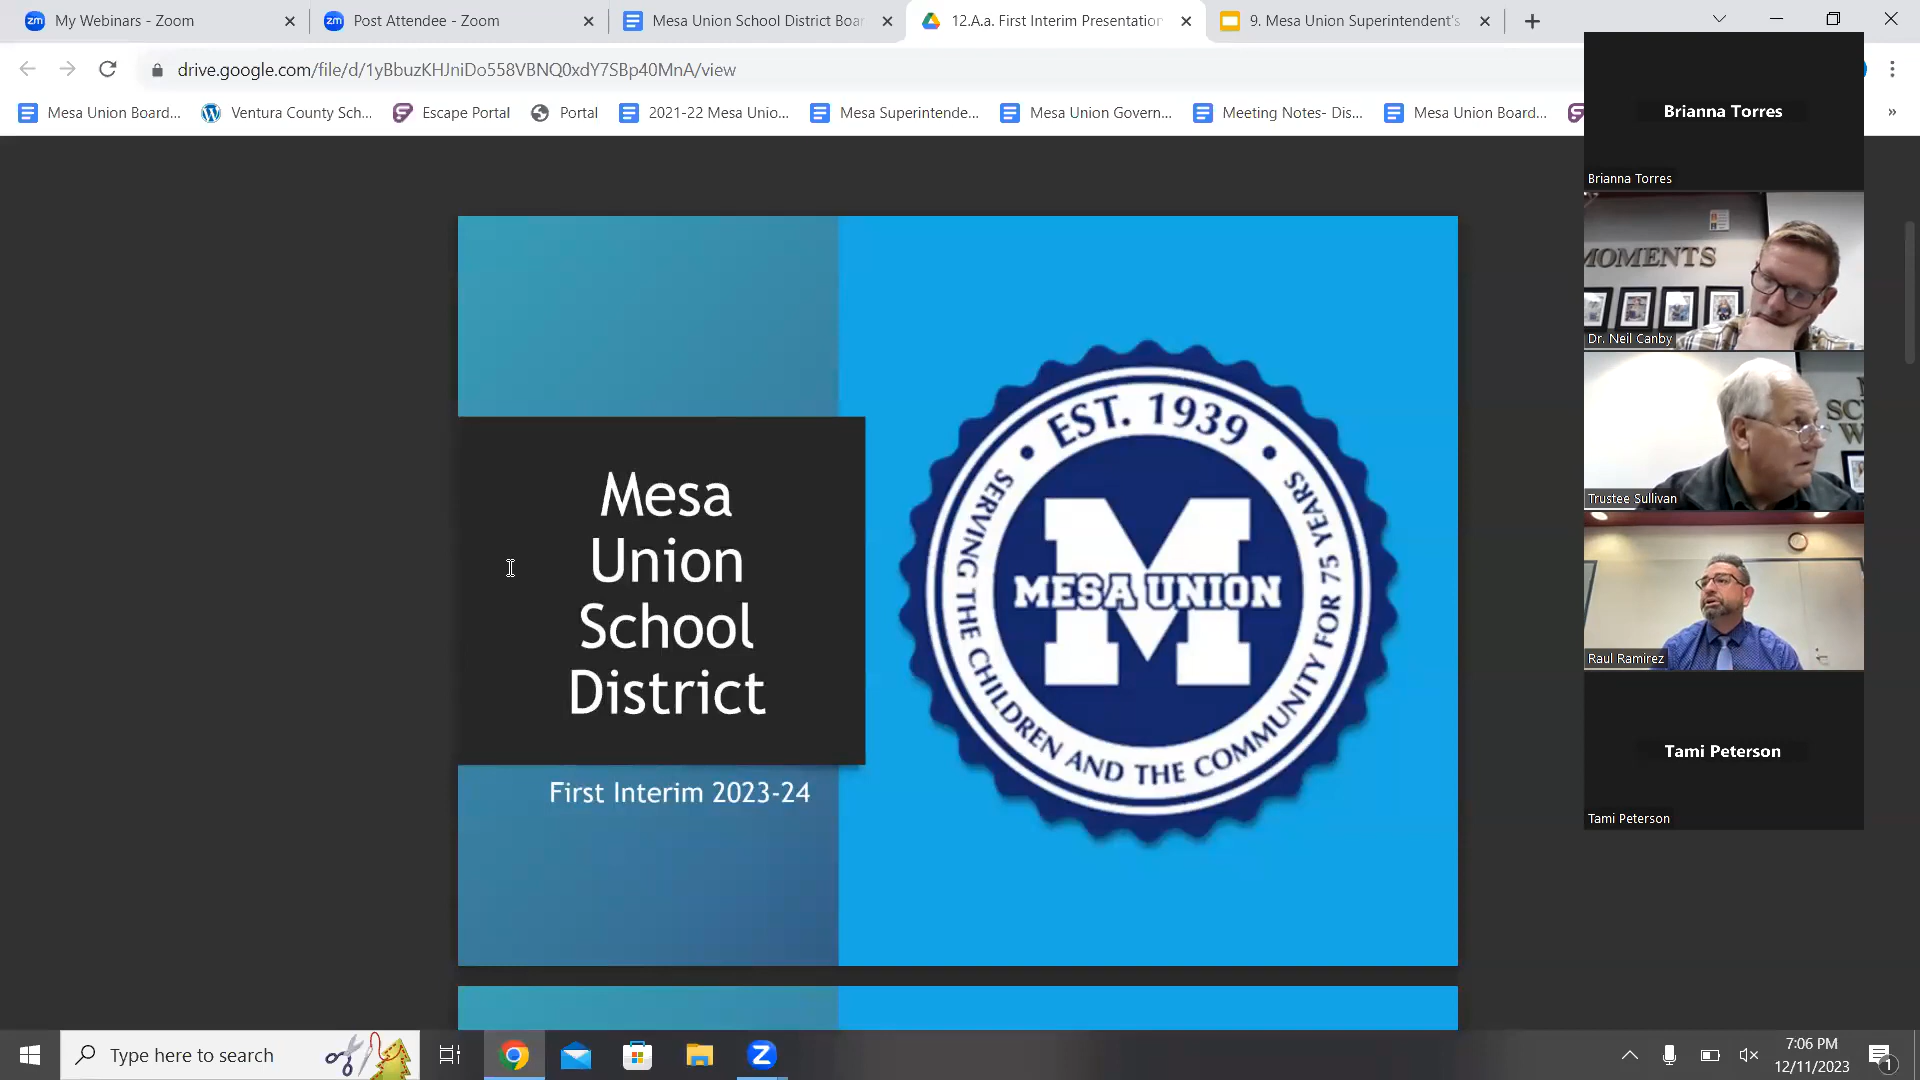 My Webinars - Zoom
Post Attendee - Zoom
Mesa Union School District Boar
12.A.a. First Interim Presentation
9. Mesa Union Superintendent's
drive.google.com/file/d/1yBbuzKHJniDo558VBNQ0xdY7SBp40MnA/view
Mesa Union Board...
Ventura County Sch...
Escape Portal
Portal
2021-22 Mesa Unio...
Mesa Superintende...
Mesa Union Govern...
Meeting Notes- Dis...
Mesa Union Board...
Brianna Torres
Brianna Torres
MOMENTS
Dr. Neil Canby
Trustee Sullivan
Raul Ramirez
Tami Peterson
Tami Peterson
Mesa
Union
School
District
First Interim 2023-24
EST. 1939
SERVING THE CHILDREN AND THE COMMUNITY FOR 75 YEARS
M
MESA UNION
Type here to search
7:06 PM
12/11/2023
1